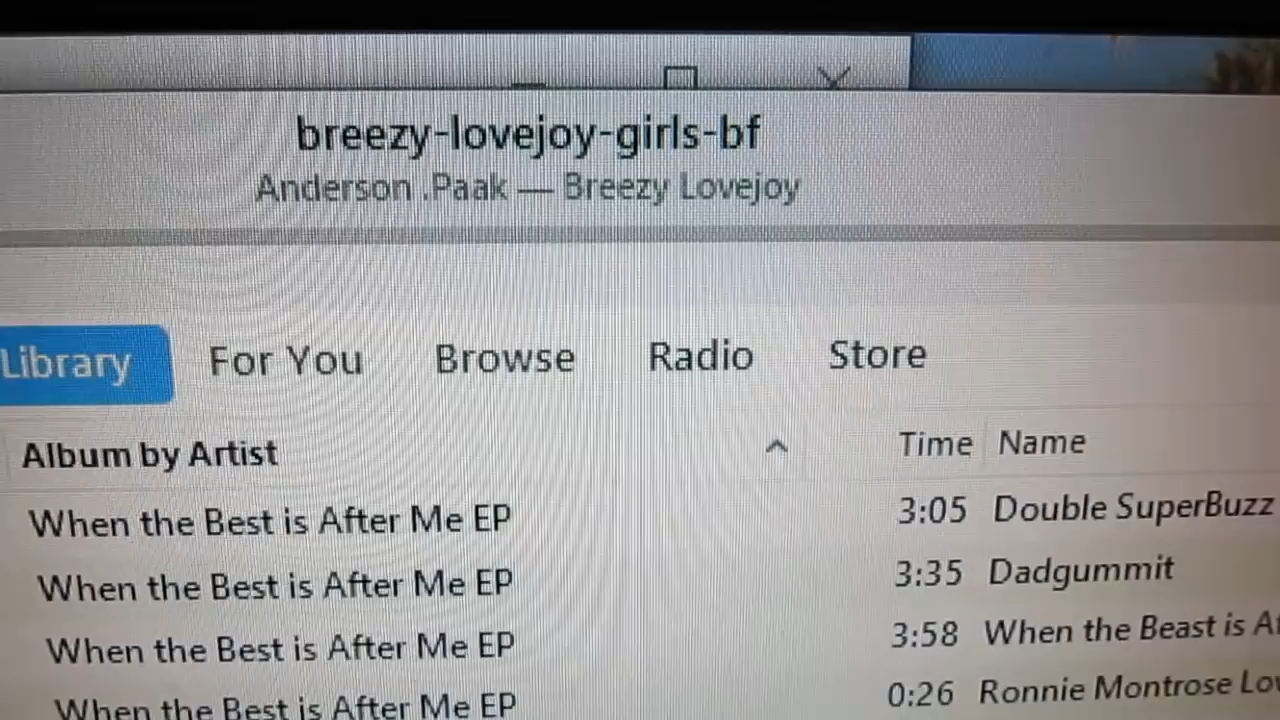 breezy-lovejoy-girls-bf
Anderson .Paak — Breezy Lovejoy
Library For You Browse Radio Store
Album by Artist Time Name
When the Best is After Me EP 3:05 Double SuperBuzz
When the Best is After Me EP 3:35 Dadgummit
When the Best is After Me EP 3:58 When the Beast is
When the Best is After Me EP 0:26 Ronnie Montrose